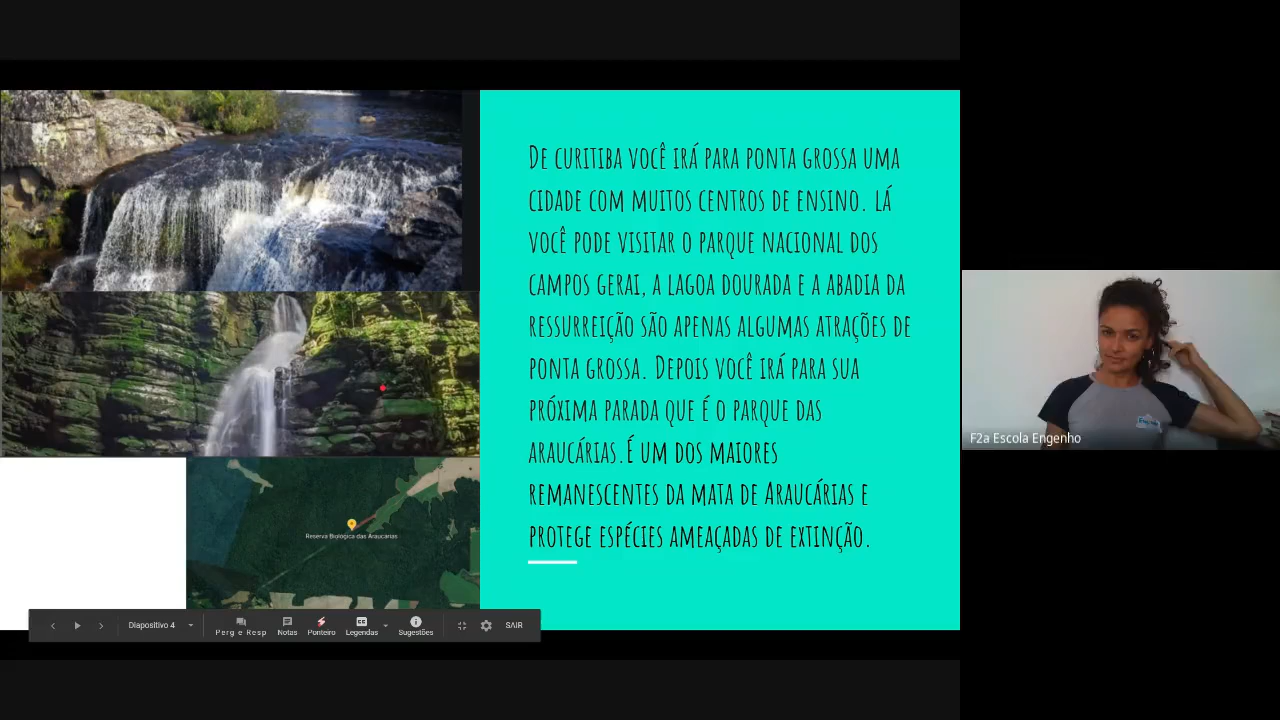 DE CURITIBA VOCÊ IRÁ PARA PONTA GROSSA UMA
CIDADE COM MUITOS CENTROS DE ENSINO. LÁ
VOCÊ PODE VISITAR O PARQUE NACIONAL DOS
CAMPOS GERAI, A LAGOA DOURADA E A ABADIA DA
RESSURREIÇÃO SÃO APENAS ALGUMAS ATRAÇÕES DE
PONTA GROSSA. DEPOIS VOCÊ IRÁ PARA SUA
PRÓXIMA PARADA QUE É O PARQUE DAS
ARAUCÁRIAS.É UM DOS MAIORES
REMANESCENTES DA MATA DE ARAUCÁRIAS E
PROTEGE ESPÉCIES AMEAÇADAS DE EXTINÇÃO.
Reserva Biológica das Araucárias
F2a Escola Engenho
Diapositivo 4
Perg e Resp
Notas
Ponteiro
Legendas
Sugestões
SAIR